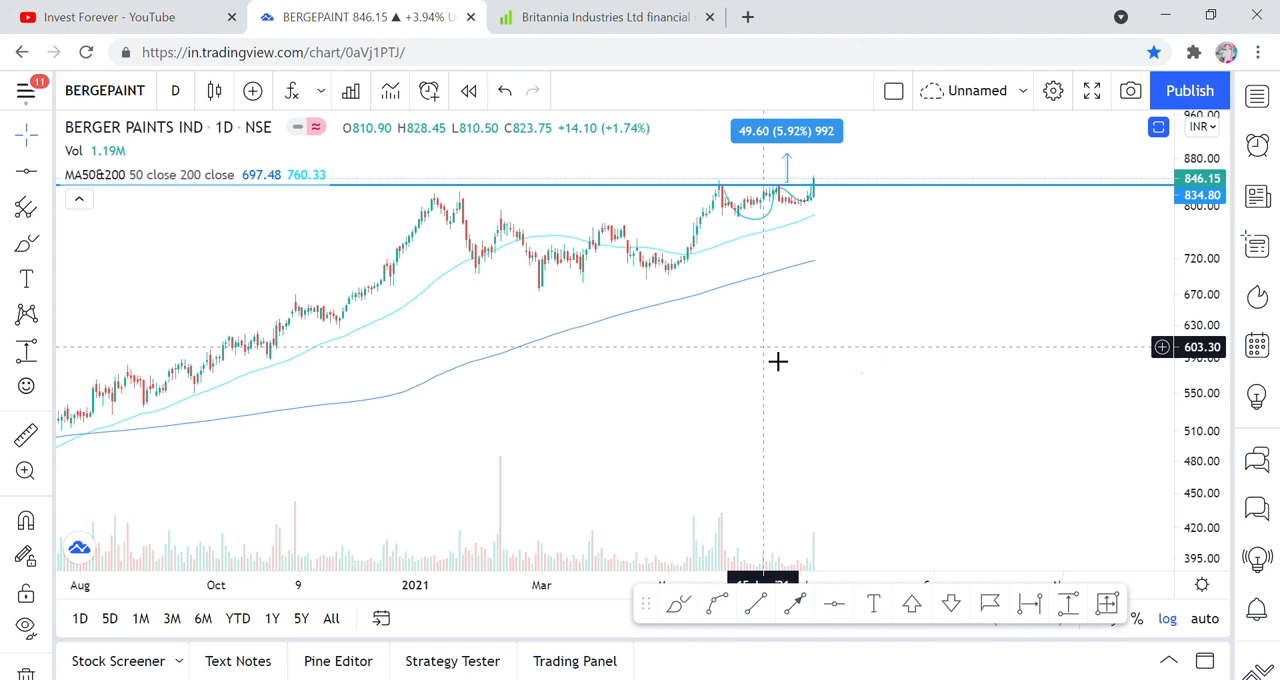 Invest Forever - YouTube
BERGEPAINT 846.15 ▲ +3.94% U
Britannia Industries Ltd financial
https://in.tradingview.com/chart/0aVj1PTJ/
11
BERGEPAINT
D
Unnamed
Publish
BERGER PAINTS IND · 1D · NSE
O810.90 H828.45 L810.50 C823.75 +14.10 (+1.74%)
Vol 1.19M
MA50&200 50 close 200 close 697.48 760.33
49.60 (5.92%) 992
INR
960.00
880.00
846.15
834.80
800.00
720.00
670.00
630.00
603.30
590.00
550.00
510.00
480.00
450.00
420.00
395.00
Aug
Oct
9
2021
Mar
1D 5D 1M 3M 6M YTD 1Y 5Y All
% log auto
Stock Screener
Text Notes
Pine Editor
Strategy Tester
Trading Panel